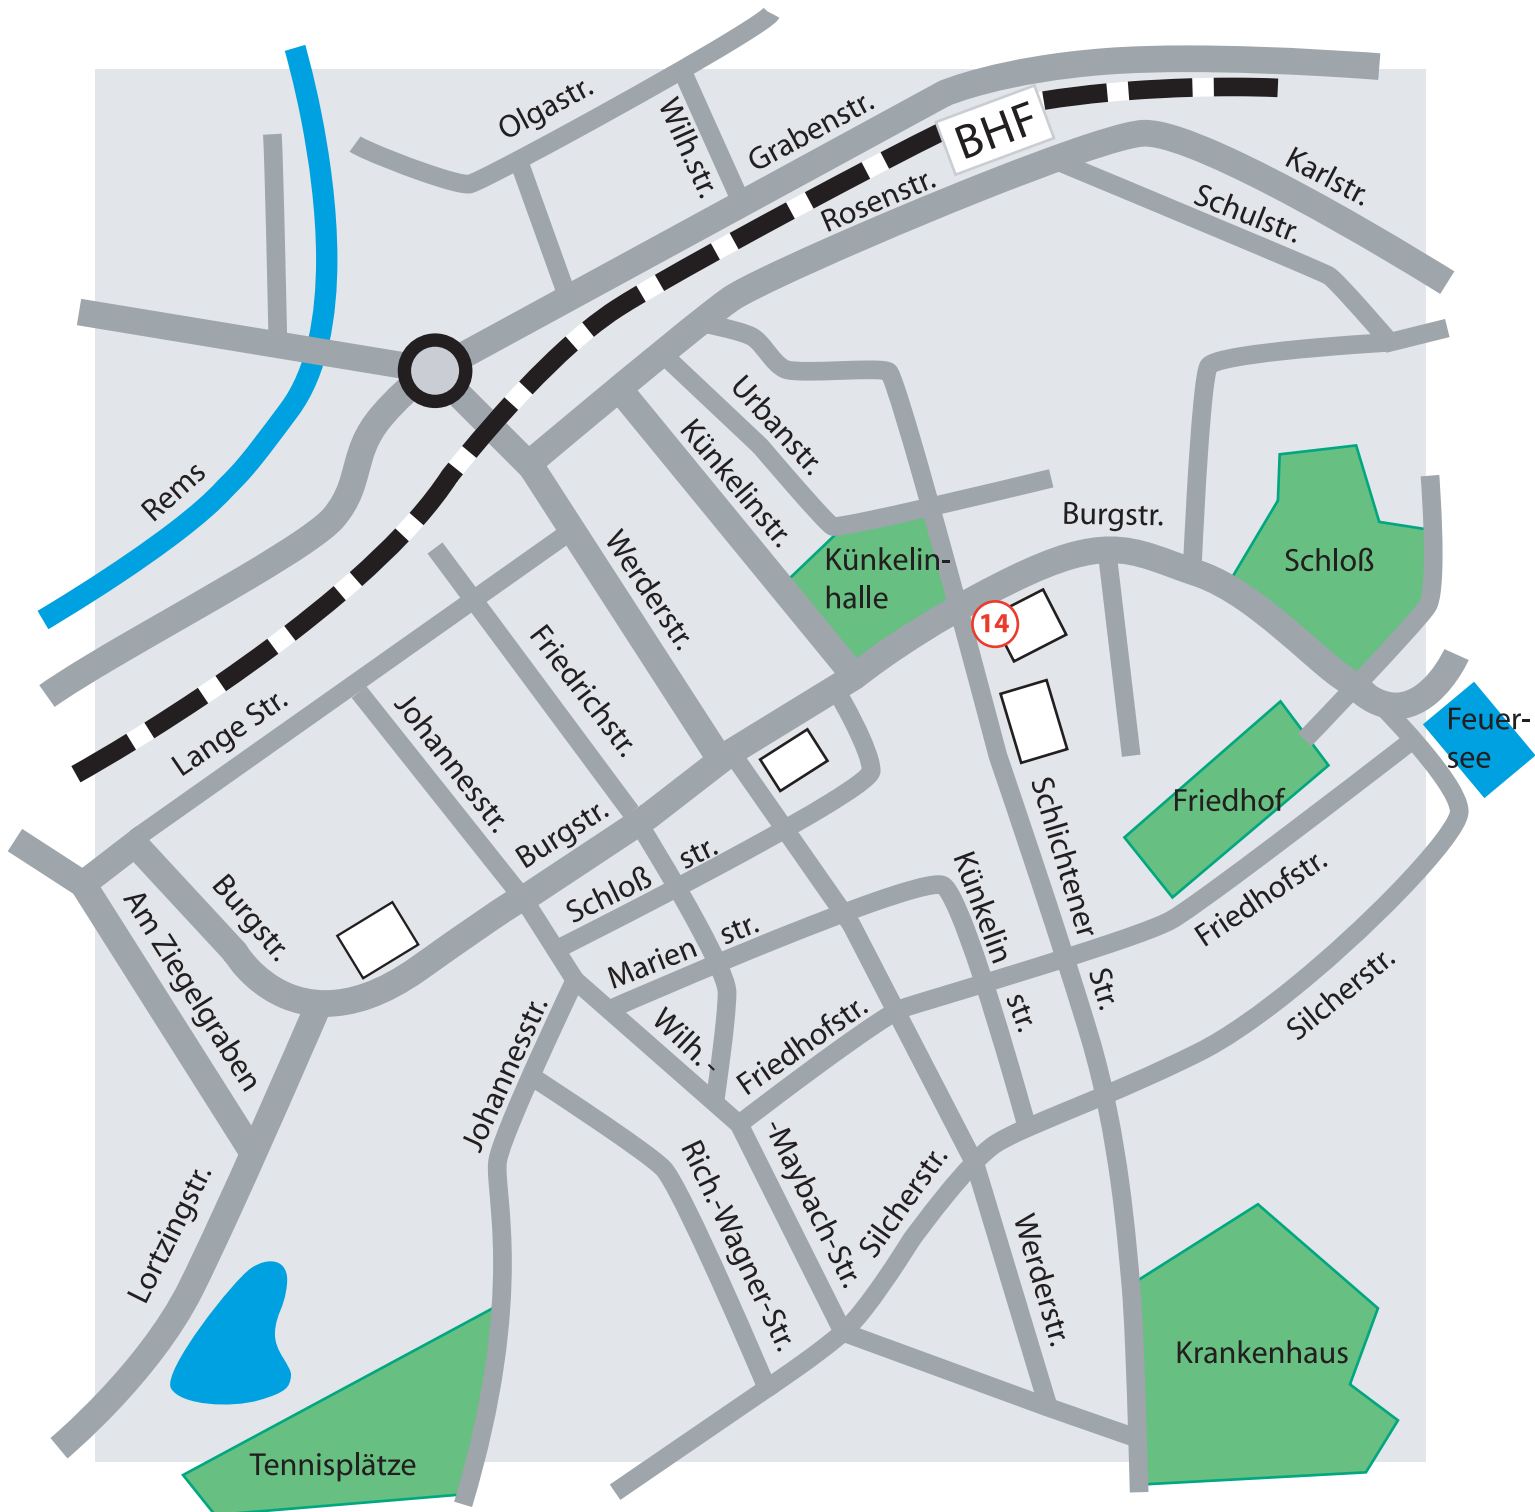 Olgastr.
Wilh.str.
Grabenstr.
BHF
Rosenstr.
Karlstr.
Schulstr.
Rems
Urbanstr.
Künkelinstr.
Burgstr.
Künkelin-
halle
Schloß
14
Werderstr.
Friedrichstr.
Lange Str.
Johannesstr.
Feuer-
see
Friedhof
Schlichtener
Str.
Burgstr.
Schloß
str.
Künkelin
str.
Friedhofstr.
Burgstr.
Am Ziegelgraben
Marien
str.
Silcherstr.
Wilh. -
-Maybach-Str.
Friedhofstr.
Johannesstr.
Rich.-Wagner-Str.
Silcherstr.
Lortzingstr.
Werderstr.
Krankenhaus
Tennisplätze